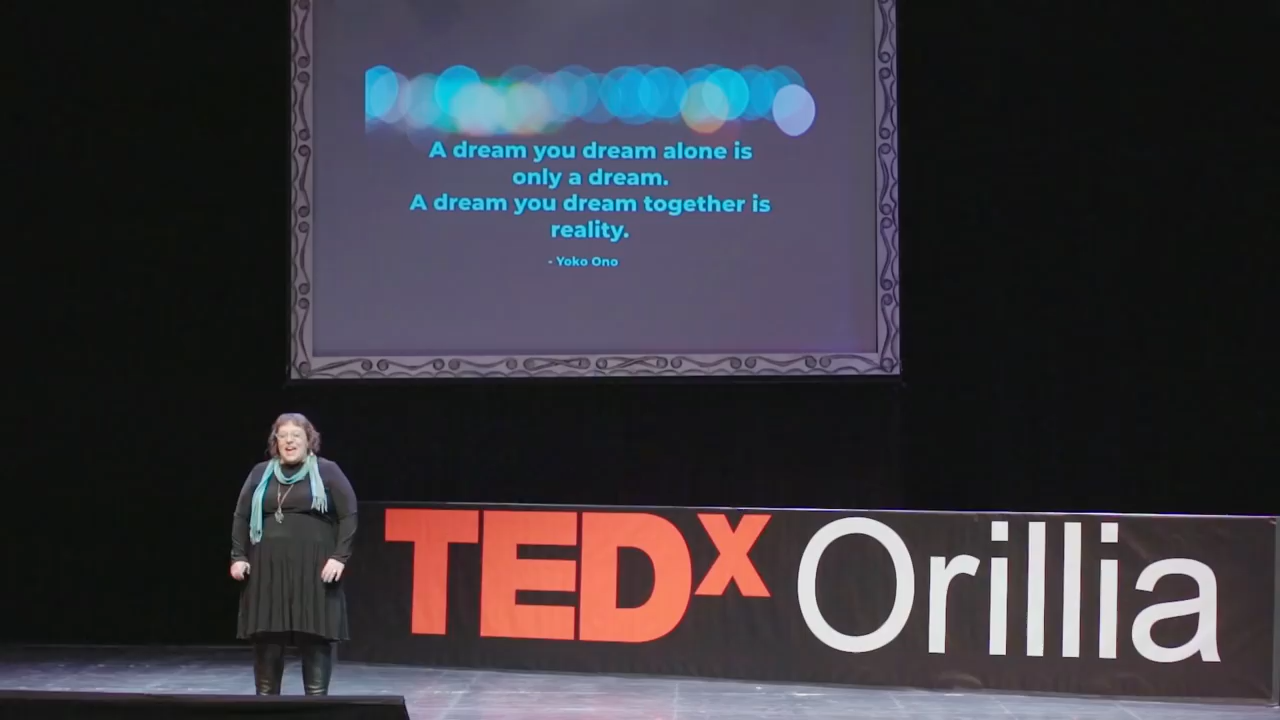 A dream you dream alone is
only a dream.
A dream you dream together is
reality.
- Yoko Ono
TEDx Orillia